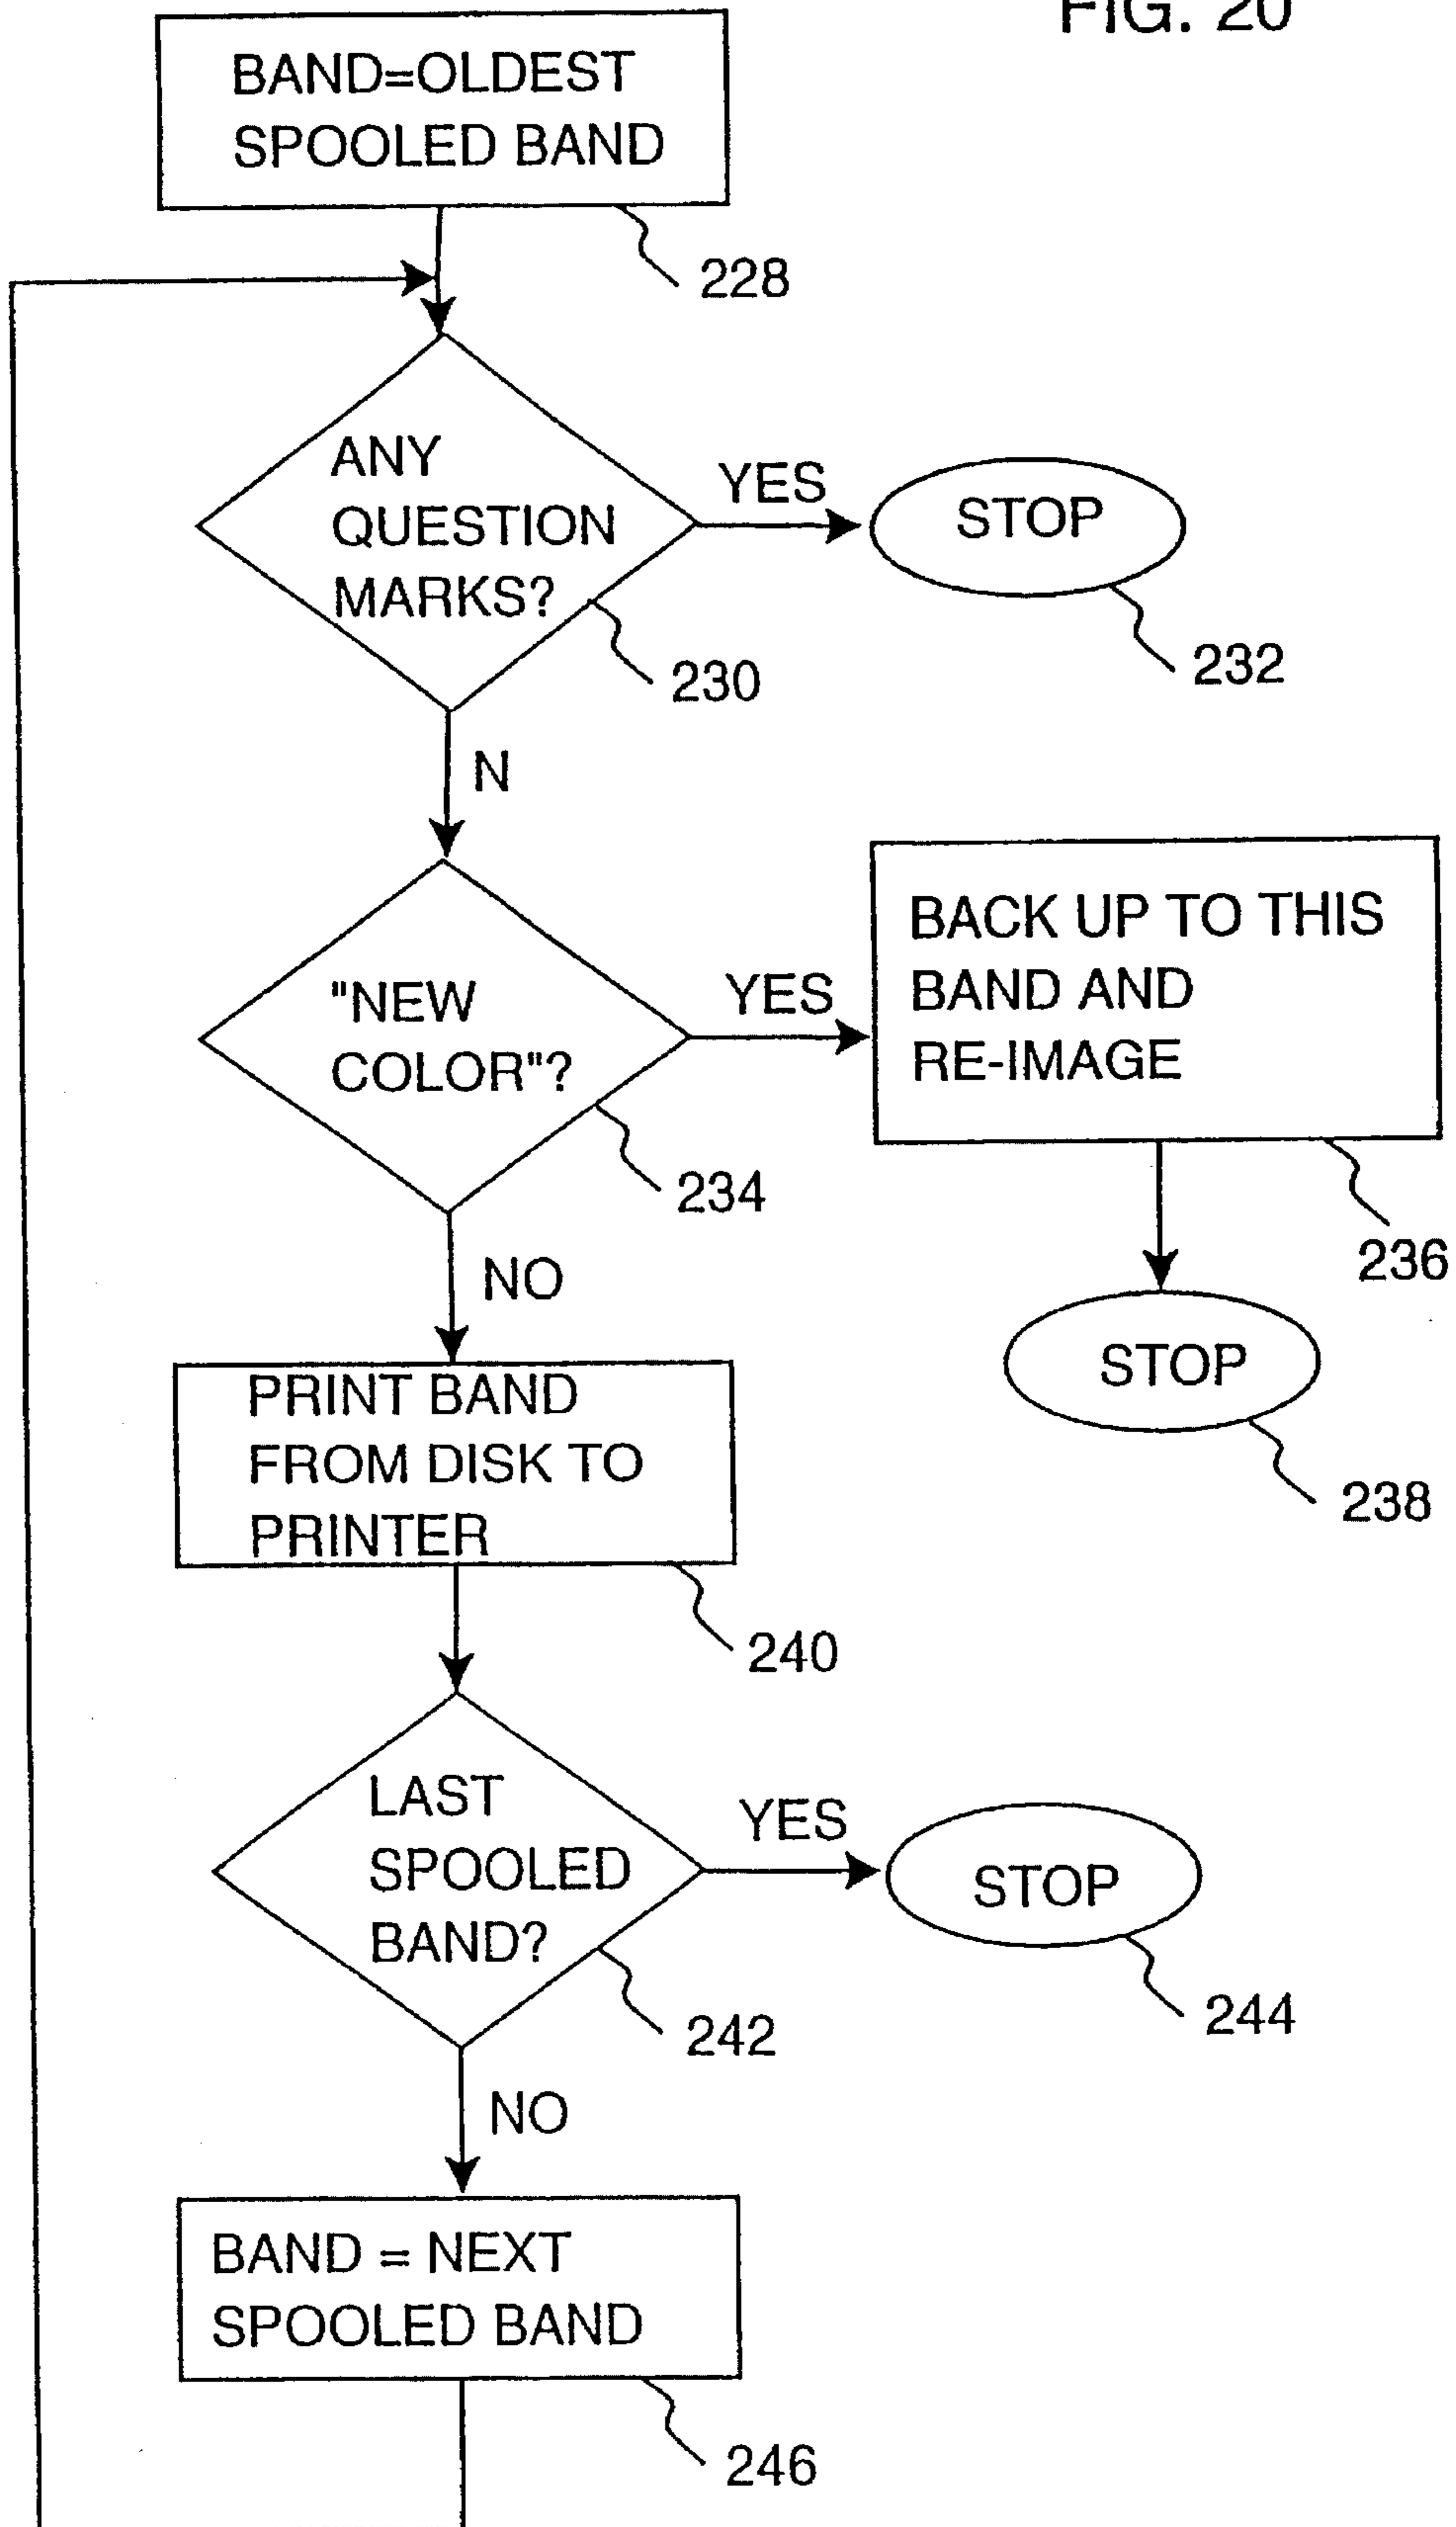 FIG. 20
BAND=OLDEST
SPOOLED BAND
228
ANY
QUESTION
MARKS?
YES
STOP
230
232
N
"NEW
COLOR"?
YES
BACK UP TO THIS
BAND AND
RE-IMAGE
234
236
NO
STOP
238
PRINT BAND
FROM DISK TO
PRINTER
240
LAST
SPOOLED
BAND?
YES
STOP
242
244
NO
BAND = NEXT
SPOOLED BAND
246